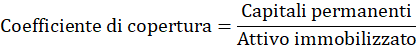 Coefficiente di copertura = Capitali permanenti / Attivo immobilizzato